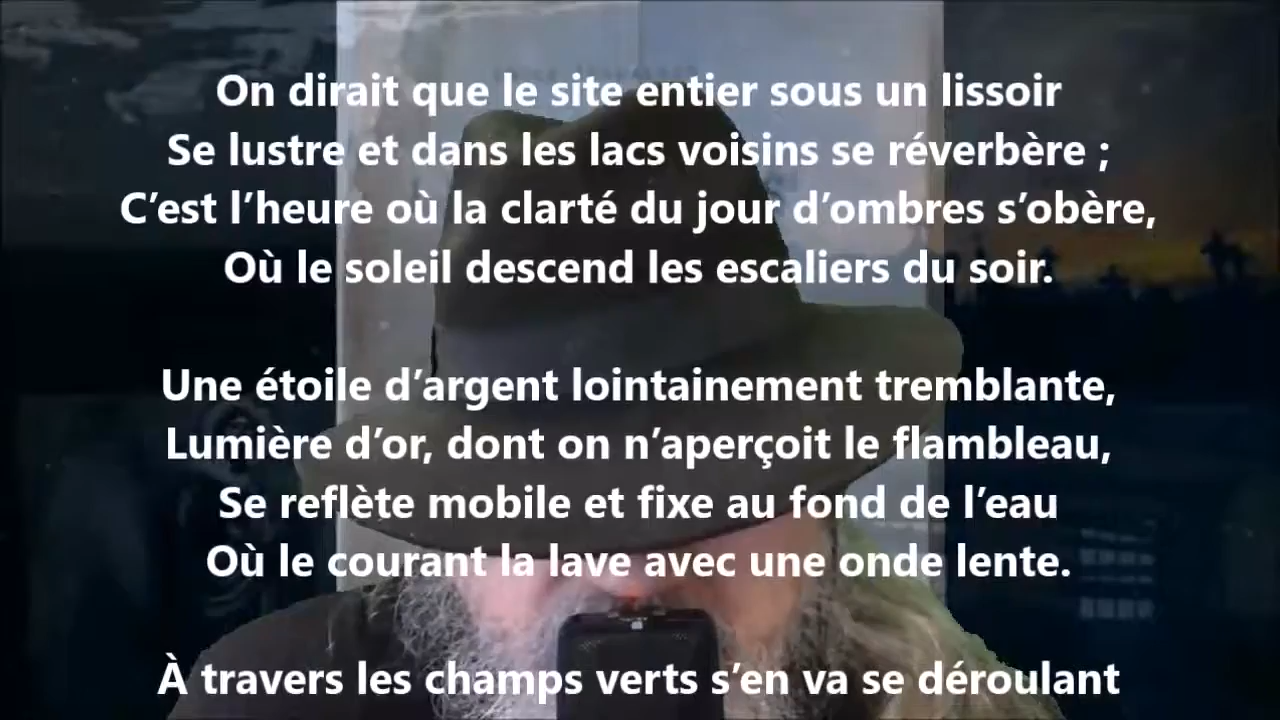 On dirait que le site entier sous un lissoir
Se lustre et dans les lacs voisins se réverbère ;
C’est l’heure où la clarté du jour d’ombres s’obère,
Où le soleil descend les escaliers du soir.
Une étoile d’argent lointainement tremblante,
Lumière d’or, dont on n’aperçoit le flambleau,
Se reflète mobile et fixe au fond de l’eau
Où le courant la lave avec une onde lente.
À travers les champs verts s’en va se déroulant